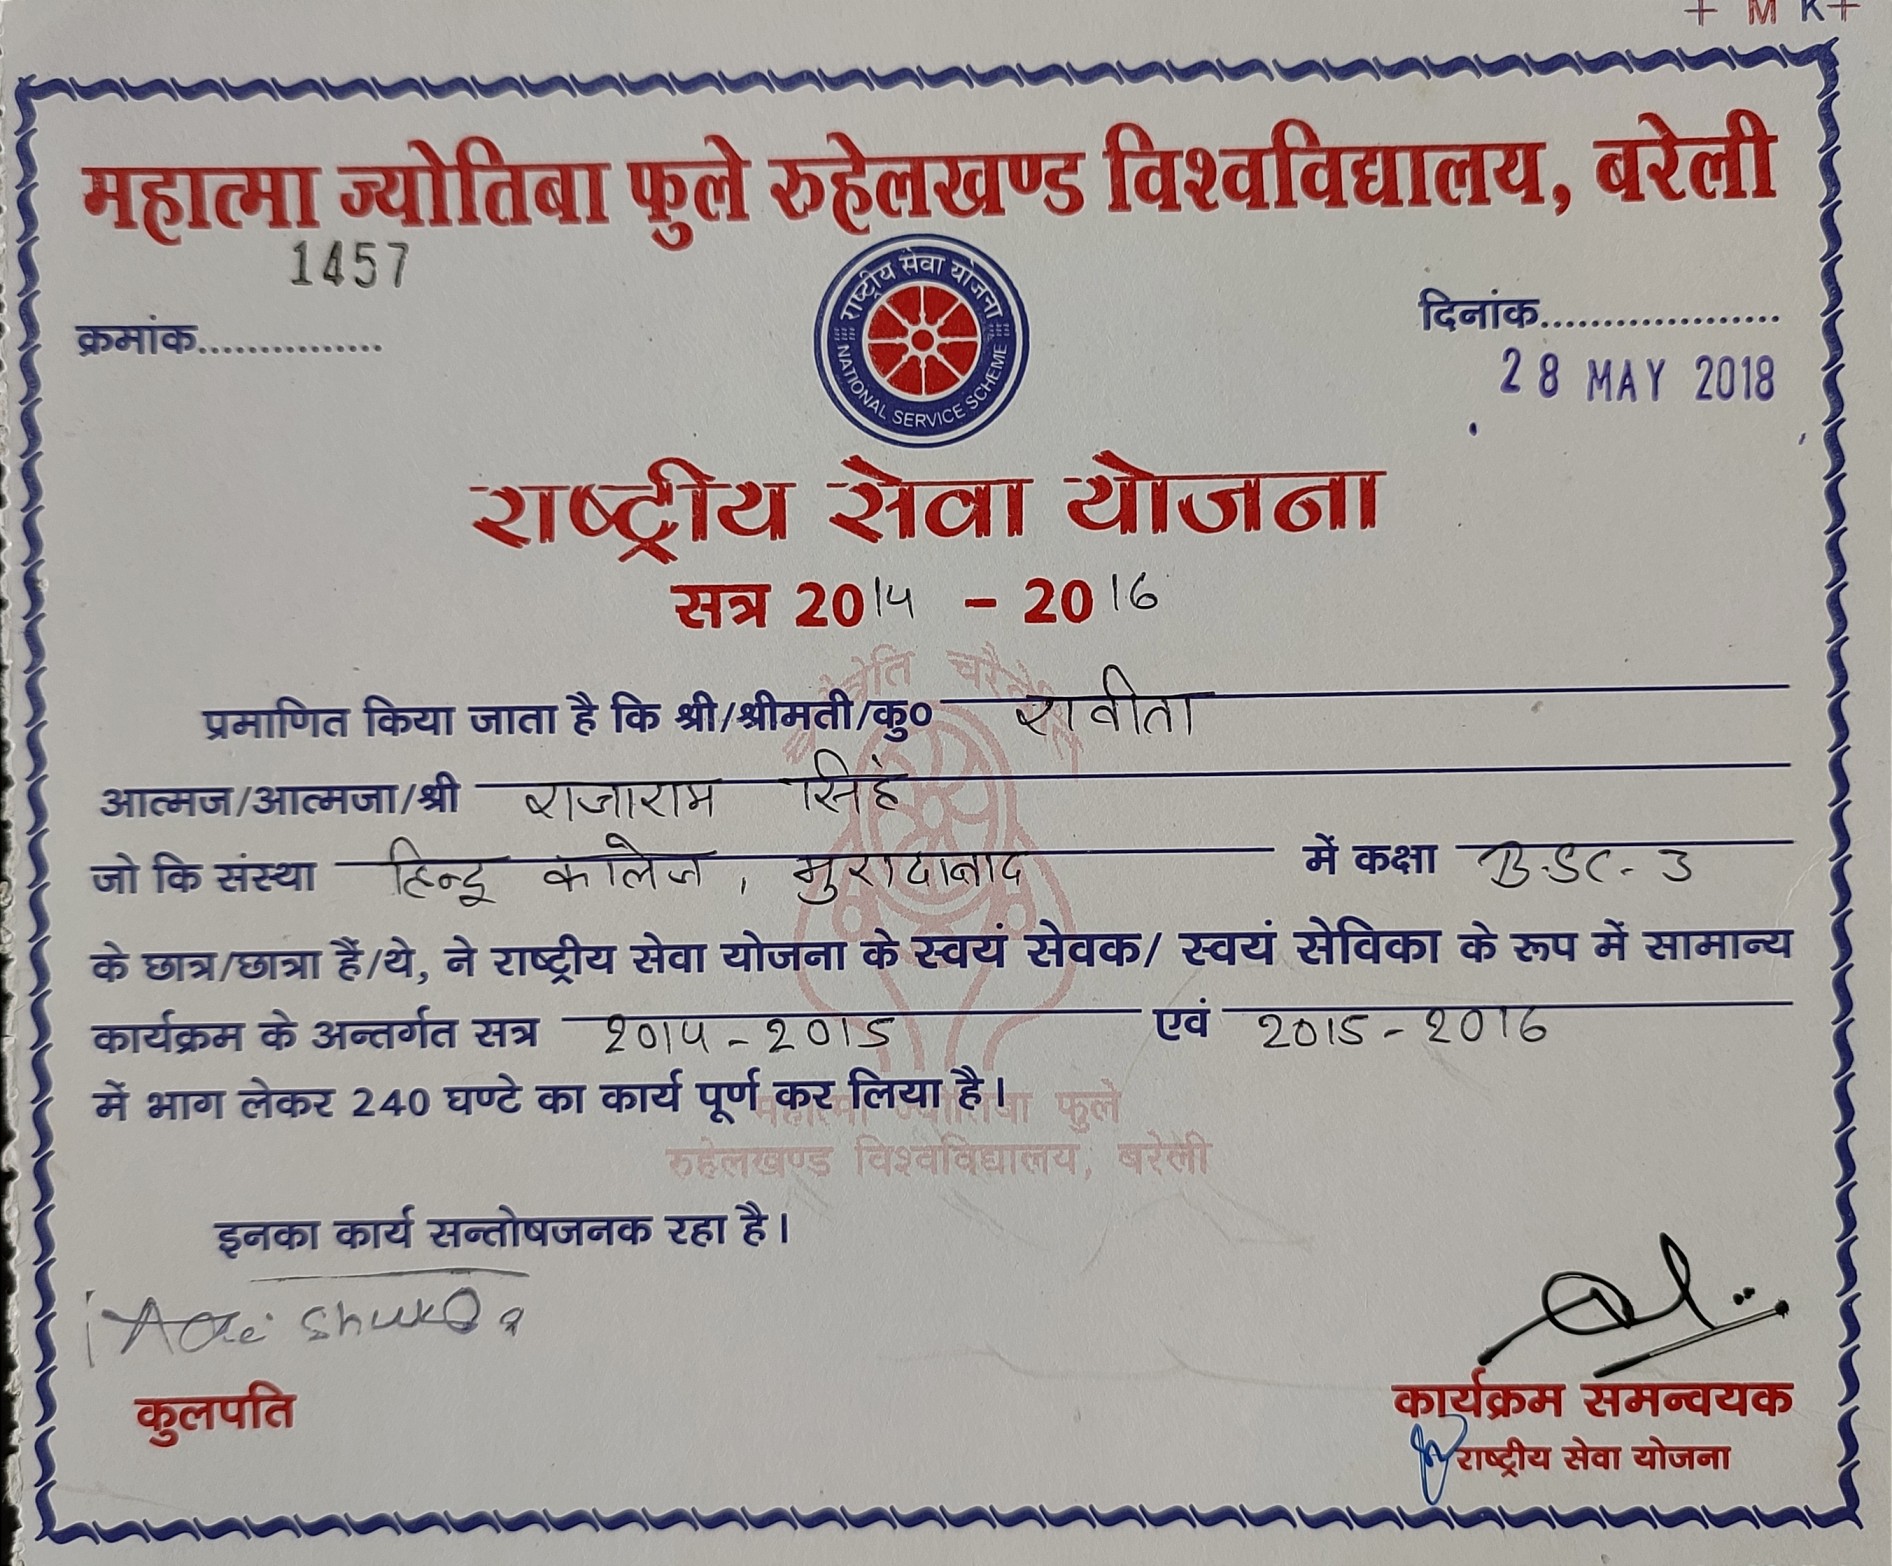 + M K+
महात्मा ज्योतिबा फुले रुहेलखण्ड विश्वविद्यालय, बरेली
1457
क्रमांक...............
राष्ट्रीय सेवा योजना
NATIONAL SERVICE SCHEME
दिनांक...................
28 MAY 2018
राष्ट्रीय सेवा योजना
सत्र 2014 - 2016
प्रमाणित किया जाता है कि श्री/श्रीमती/कु०
आत्मज/आत्मजा/श्री राजाराम सिहं
जो कि संस्था हिन्दू कालेज, मुरादाबाद में कक्षा B.SC-3
के छात्र/छात्रा हैं/थे, ने राष्ट्रीय सेवा योजना के स्वयं सेवक/ स्वयं सेविका के रूप में सामान्य
कार्यक्रम के अन्तर्गत सत्र 2014-2015 एवं 2015-2016
में भाग लेकर 240 घण्टे का कार्य पूर्ण कर लिया है।
महात्मा ज्योतिबा फुले
रुहेलखण्ड विश्वविद्यालय, बरेली
इनका कार्य सन्तोषजनक रहा है।
कुलपति
कार्यक्रम समन्वयक
राष्ट्रीय सेवा योजना